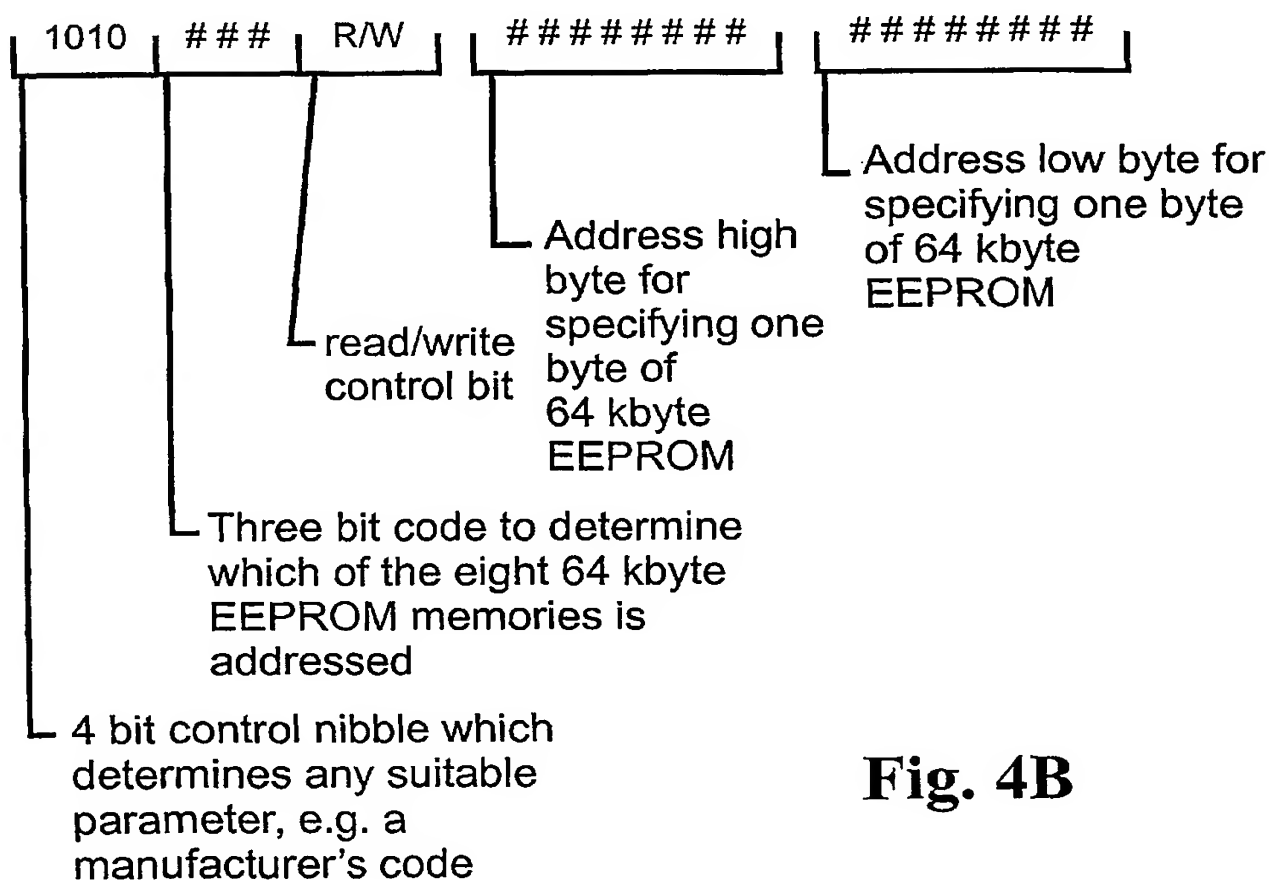 1010 ### R/W ######## ########
Address low byte for
specifying one byte
of 64 kbyte
EEPROM
Address high
byte for
specifying one
byte of
64 kbyte
EEPROM
read/write
control bit
Three bit code to determine
which of the eight 64 kbyte
EEPROM memories is
addressed
4 bit control nibble which
determines any suitable
parameter, e.g. a
manufacturer's code
Fig. 4B